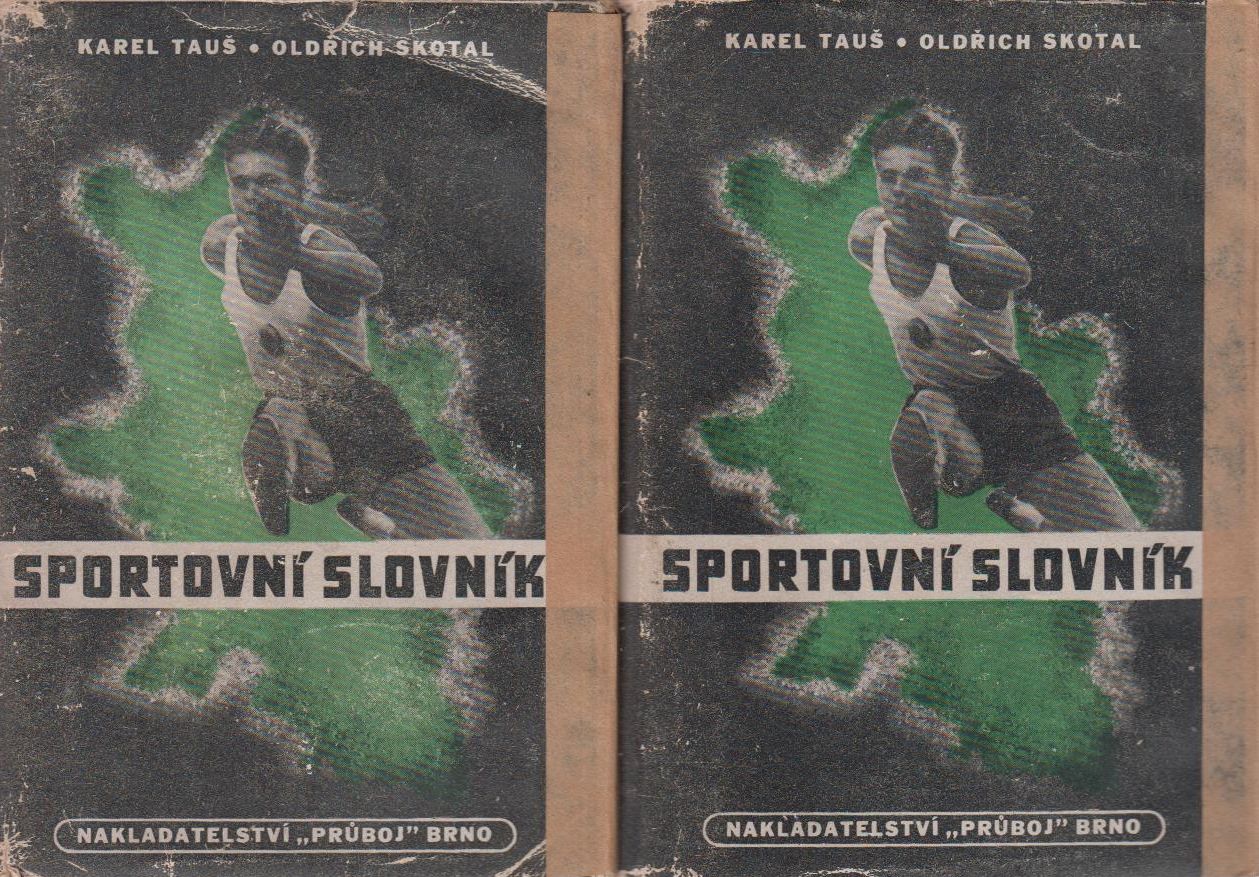 KAREL TAUŠ • OLDŘICH SKOTAL
SPORTOVNÍ SLOVNÍK
NAKLADATELSTVÍ „PRŮBOJ” BRNO
KAREL TAUŠ • OLDŘICH SKOTAL
SPORTOVNÍ SLOVNÍK
NAKLADATELSTVÍ „PRŮBOJ” BRNO